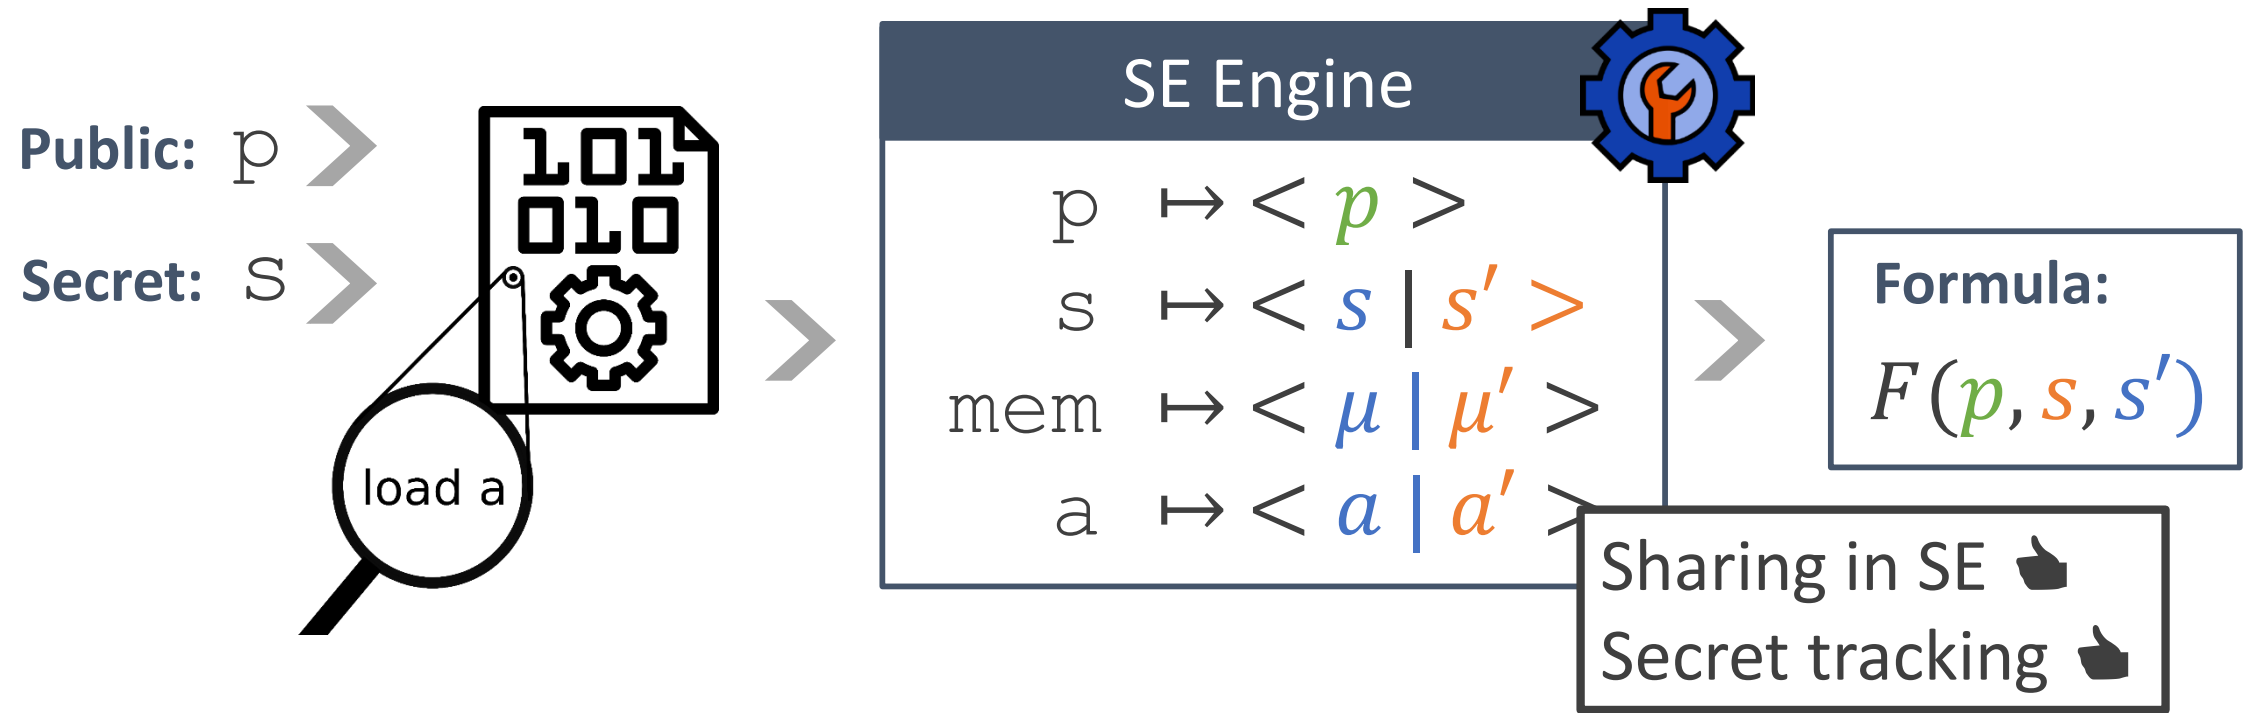 Public: p
Secret: s
101
010
load a
SE Engine
p ↦ < p >
s ↦ < s | s′ >
mem ↦ < μ | μ′ >
a ↦ < a | a′ >
Formula:
F(p, s, s′)
Sharing in SE
Secret tracking